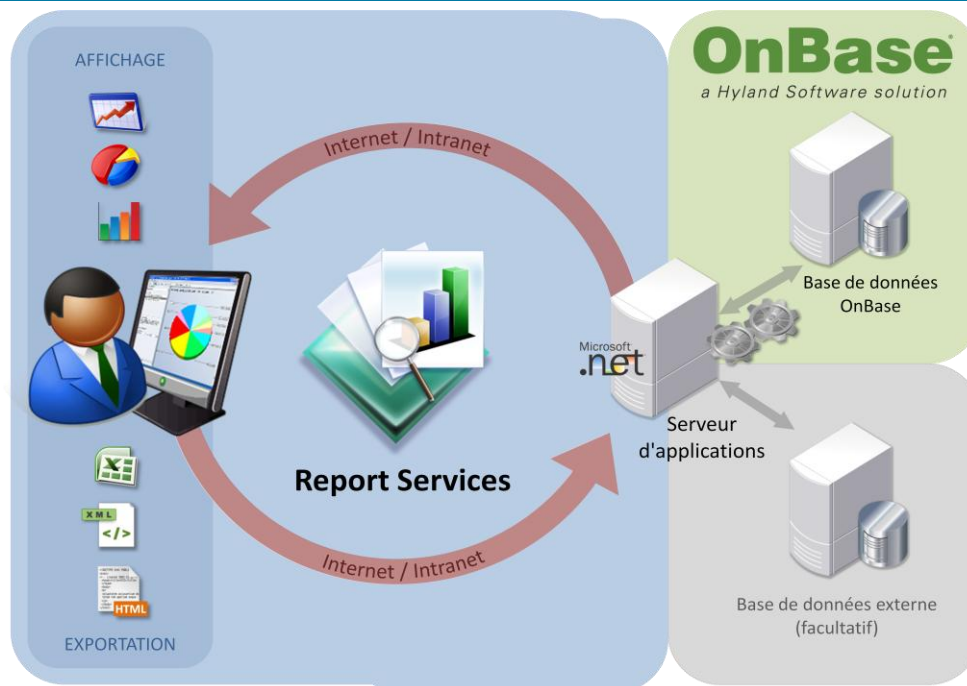 AFFICHAGE
OnBase
a Hyland Software solution
Internet / Intranet
Base de données
OnBase
Microsoft
.net
Serveur
d'applications
Report Services
XML
</>
HTML
Internet / Intranet
Base de données externe
(facultatif)
EXPORTATION